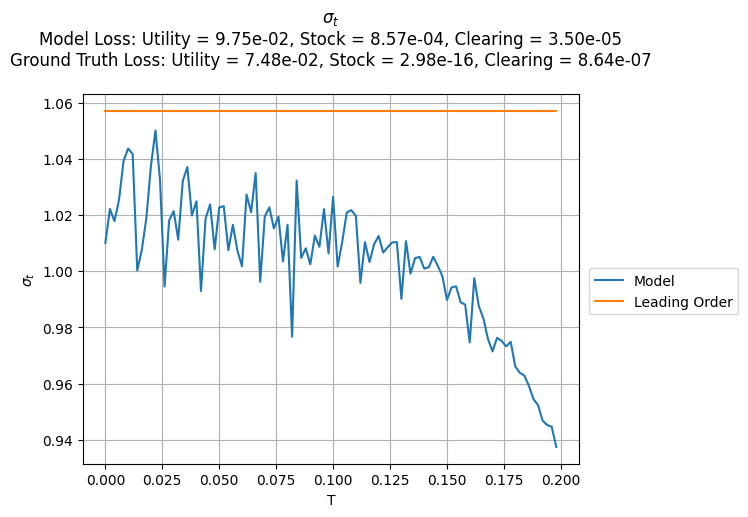 σt
Model Loss: Utility = 9.75e-02, Stock = 8.57e-04, Clearing = 3.50e-05
Ground Truth Loss: Utility = 7.48e-02, Stock = 2.98e-16, Clearing = 8.64e-07
1.06
1.04
1.02
1.00
0.98
0.96
0.94
σt
0.000 0.025 0.050 0.075 0.100 0.125 0.150 0.175 0.200
T
Model
Leading Order